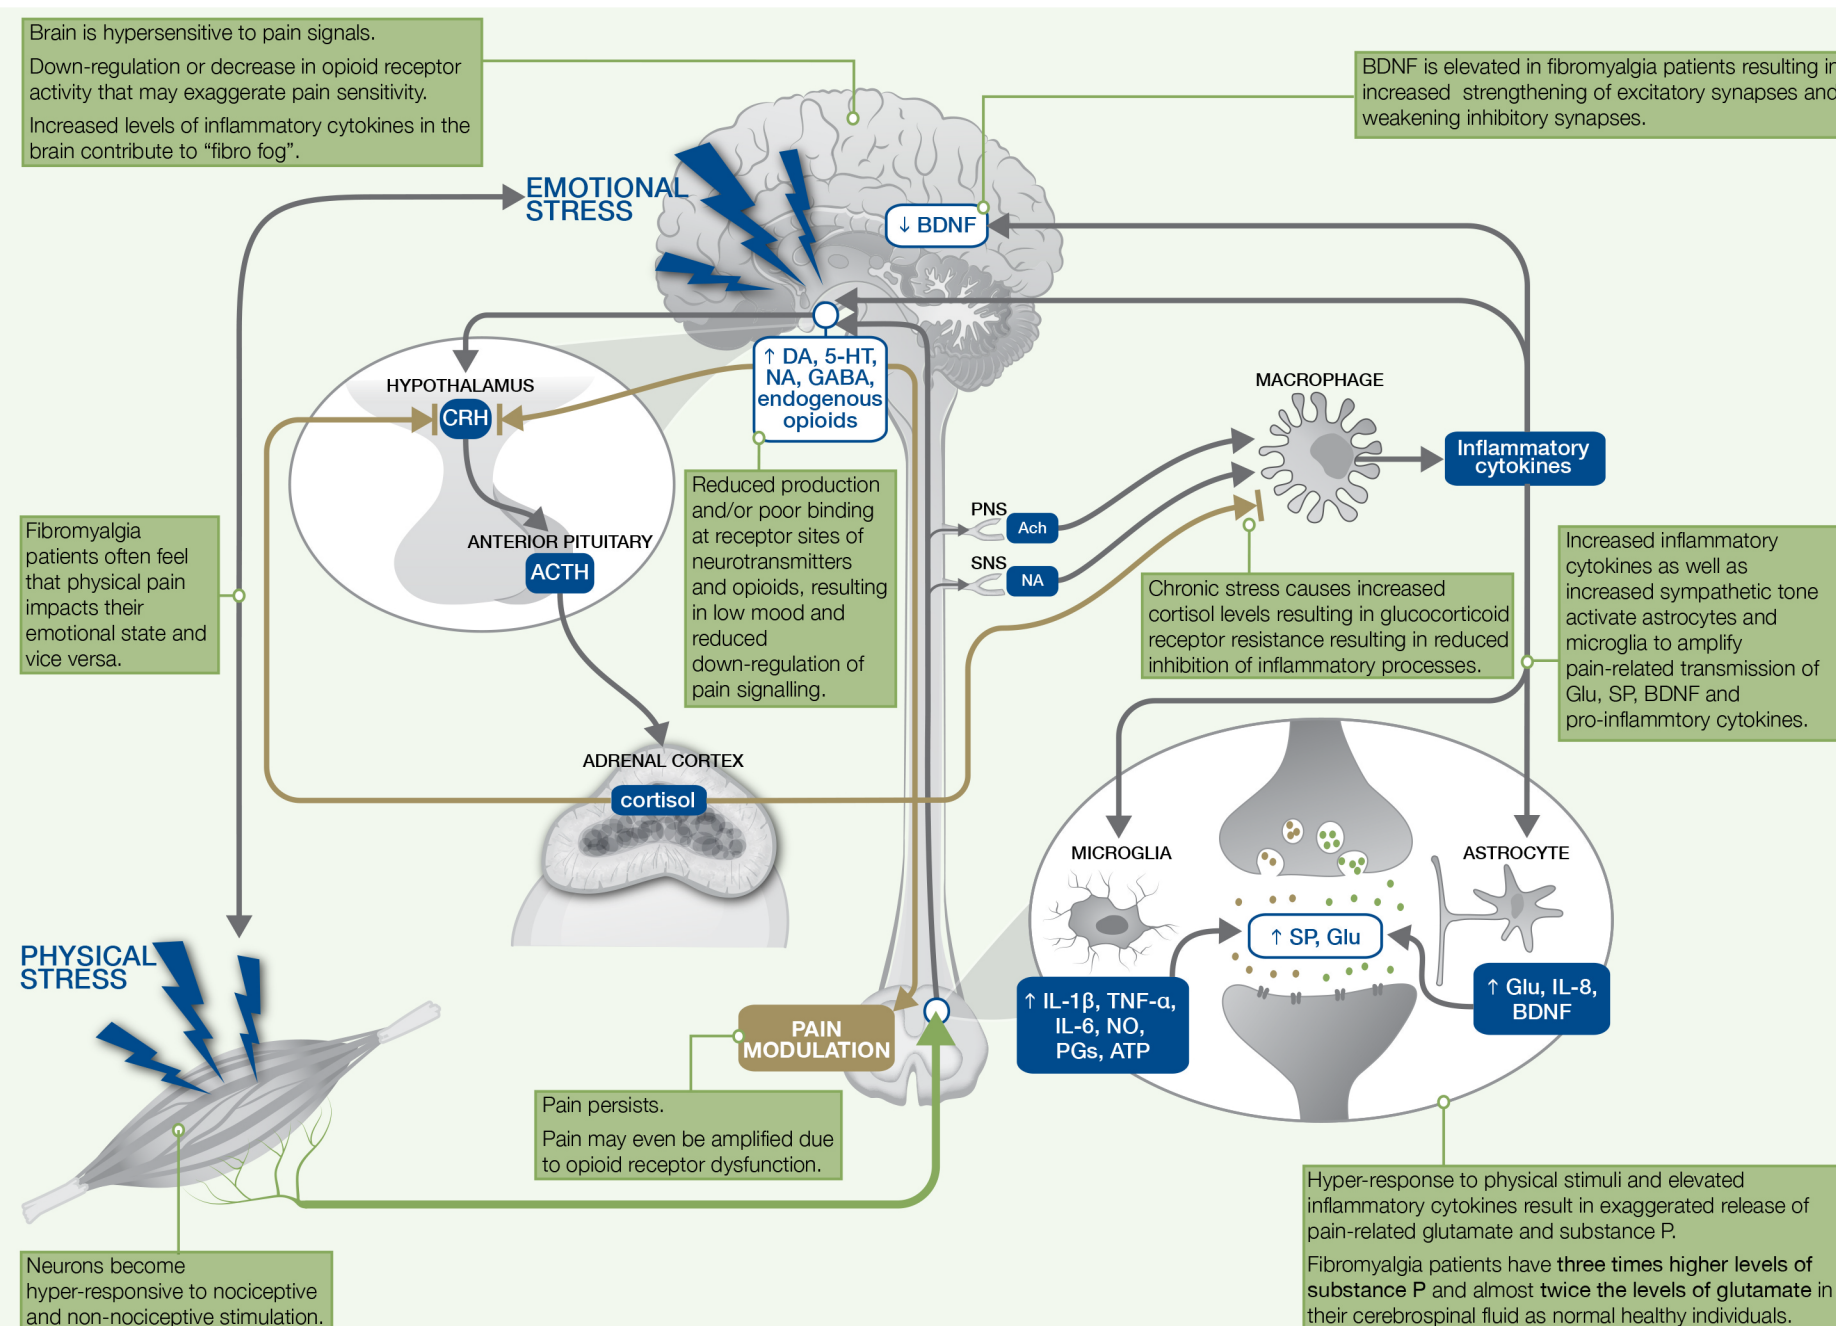 Brain is hypersensitive to pain signals.
Down-regulation or decrease in opioid receptor
activity that may exaggerate pain sensitivity.
Increased levels of inflammatory cytokines in the
brain contribute to “fibro fog”.
BDNF is elevated in fibromyalgia patients resulting in
increased strengthening of excitatory synapses and
weakening inhibitory synapses.
EMOTIONAL
STRESS
↓ BDNF
↑ DA, 5-HT,
NA, GABA,
endogenous
opioids
HYPOTHALAMUS
CRH
ANTERIOR PITUITARY
ACTH
MACROPHAGE
Inflammatory
cytokines
PNS
Ach
SNS
NA
Reduced production
and/or poor binding
at receptor sites of
neurotransmitters
and opioids, resulting
in low mood and
reduced
down-regulation of
pain signalling.
Fibromyalgia
patients often feel
that physical pain
impacts their
emotional state and
vice versa.
Chronic stress causes increased
cortisol levels resulting in glucocorticoid
receptor resistance resulting in reduced
inhibition of inflammatory processes.
Increased inflammatory
cytokines as well as
increased sympathetic tone
activate astrocytes and
microglia to amplify
pain-related transmission of
Glu, SP, BDNF and
pro-inflammtory cytokines.
ADRENAL CORTEX
cortisol
MICROGLIA
ASTROCYTE
↑ SP, Glu
↑ IL-1β, TNF-α,
IL-6, NO,
PGs, ATP
↑ Glu, IL-8,
BDNF
PHYSICAL
STRESS
PAIN
MODULATION
Pain persists.
Pain may even be amplified due
to opioid receptor dysfunction.
Hyper-response to physical stimuli and elevated
inflammatory cytokines result in exaggerated release of
pain-related glutamate and substance P.
Fibromyalgia patients have three times higher levels of
substance P and almost twice the levels of glutamate in
their cerebrospinal fluid as normal healthy individuals.
Neurons become
hyper-responsive to nociceptive
and non-nociceptive stimulation.